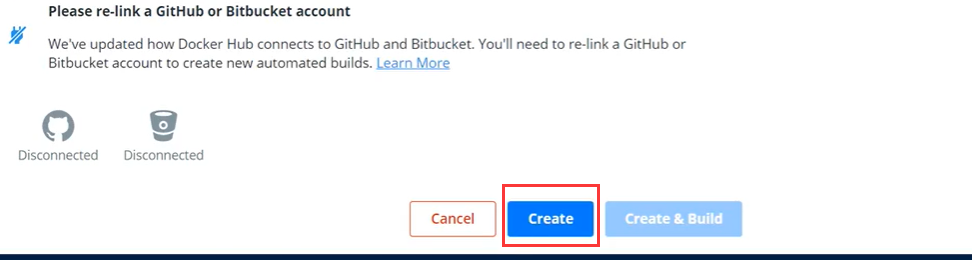 Please re-link a GitHub or Bitbucket account
We've updated how Docker Hub connects to GitHub and Bitbucket. You'll need to re-link a GitHub or
Bitbucket account to create new automated builds. Learn More
Disconnected Disconnected
Cancel Create Create & Build